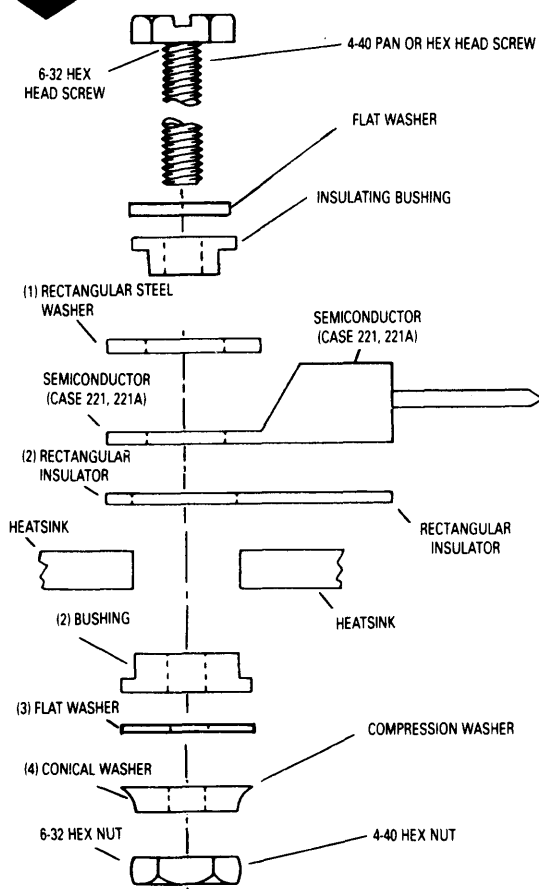 4-40 PAN OR HEX HEAD SCREW
6-32 HEX
HEAD SCREW
FLAT WASHER
INSULATING BUSHING
(1) RECTANGULAR STEEL
WASHER
SEMICONDUCTOR
(CASE 221, 221A)
SEMICONDUCTOR
(CASE 221, 221A)
(2) RECTANGULAR
INSULATOR
RECTANGULAR
INSULATOR
HEATSINK
HEATSINK
(2) BUSHING
(3) FLAT WASHER
COMPRESSION WASHER
(4) CONICAL WASHER
6-32 HEX NUT
4-40 HEX NUT